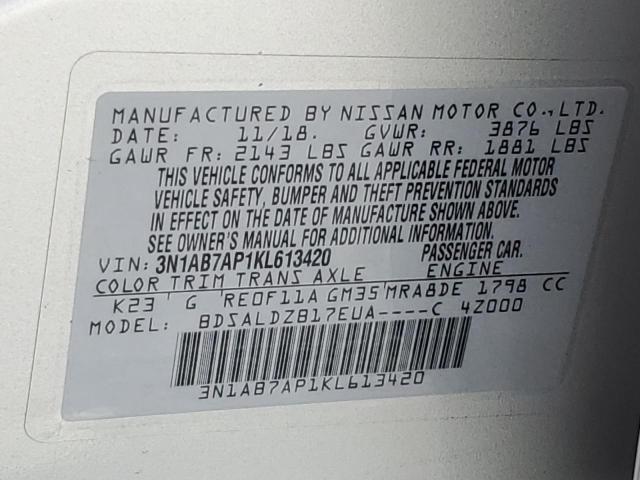 MANUFACTURED BY NISSAN MOTOR CO.,LTD.
DATE: 11/18. GVWR: 3876 LBS
GAWR FR: 2143 LBS GAWR RR: 1881 LBS
THIS VEHICLE CONFORMS TO ALL APPLICABLE FEDERAL MOTOR
VEHICLE SAFETY, BUMPER AND THEFT PREVENTION STANDARDS
IN EFFECT ON THE DATE OF MANUFACTURE SHOWN ABOVE.
SEE OWNER'S MANUAL FOR ADDITIONAL INFORMATION.
VIN: 3N1AB7AP1KL613420 PASSENGER CAR.
COLOR TRIM TRANS AXLE ENGINE
K23 G RE0F11A GM35 MRA8DE 1798 CC
MODEL: BDSALDZB17EUA----C 4Z000
3N1AB7AP1KL613420